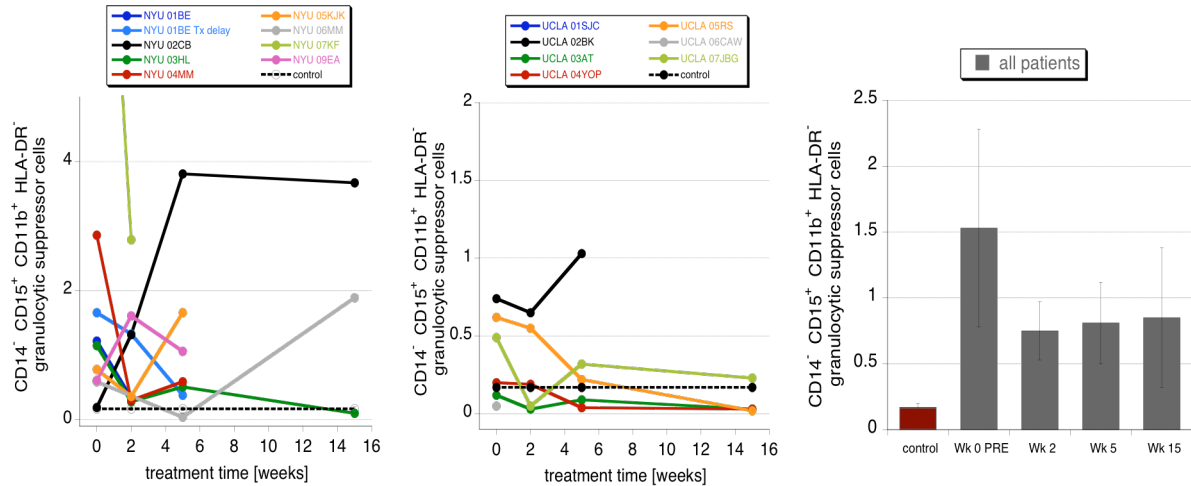 NYU 01BE
NYU 01BE Tx delay
NYU 02CB
NYU 03HL
NYU 04MM
NYU 05KJK
NYU 06MM
NYU 07KF
NYU 09EA
control
CD14⁻ CD15⁺ CD11b⁺ HLA-DR⁻
granulocytic suppressor cells
4
2
0
0 2 4 6 8 10 12 14 16
treatment time [weeks]
UCLA 01SJC
UCLA 02BK
UCLA 03AT
UCLA 04YOP
UCLA 05RS
UCLA 06CAW
UCLA 07JBG
control
CD14⁻ CD15⁺ CD11b⁺ HLA-DR⁻
granulocytic suppressor cells
2
1.5
1
0.5
0
0 2 4 6 8 10 12 14 16
treatment time [weeks]
all patients
CD14⁻ CD15⁺ CD11b⁺ HLA-DR⁻
granulocytic suppressor cells
2.5
2
1.5
1
0.5
0
control Wk 0 PRE Wk 2 Wk 5 Wk 15